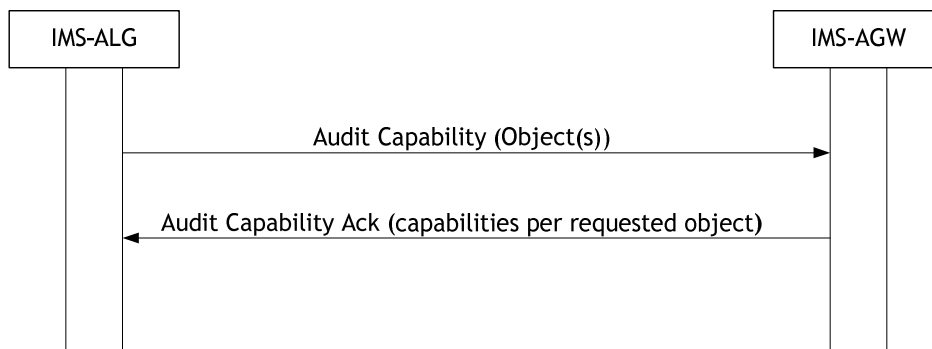 IMS-ALG
IMS-AGW
Audit Capability (Object(s))
Audit Capability Ack (capabilities per requested object)